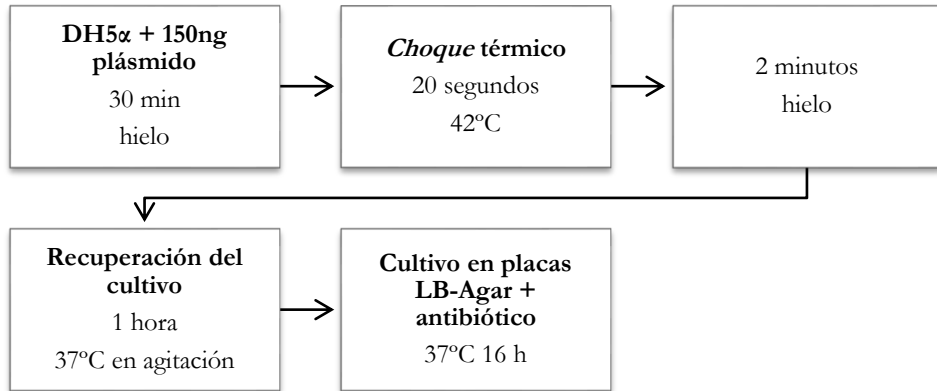 DH5α + 150ng
plásmido
30 min
hielo
Choque térmico
20 segundos
42ºC
2 minutos
hielo
Recuperación del
cultivo
1 hora
37ºC en agitación
Cultivo en placas
LB-Agar +
antibiótico
37ºC 16 h